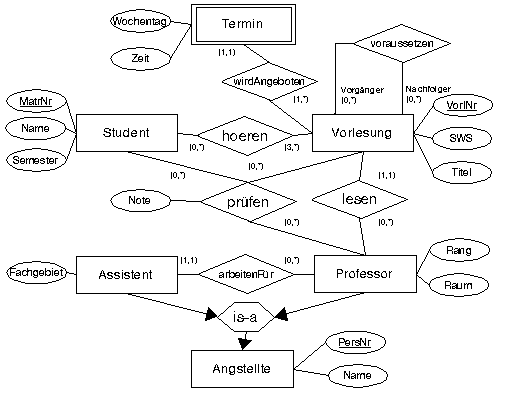 Wochentag
Termin
Zeit
(1,1)
voraussetzen
wirdAngeboten
(1,*)
Vorgänger
(0,*)
Nachfolger
(0,*)
MatrNr
Name
Semester
Student
(0,*)
hoeren
(3,*)
Vorlesung
VorlNr
SWS
Titel
(0,*)
(0,*)
(1,1)
Note
prüfen
lesen
(0,*)
(0,*)
Fachgebiet
Assistent
(1,1)
arbeitenFür
(0,*)
Professor
Rang
Raum
is-a
Angstellte
PersNr
Name